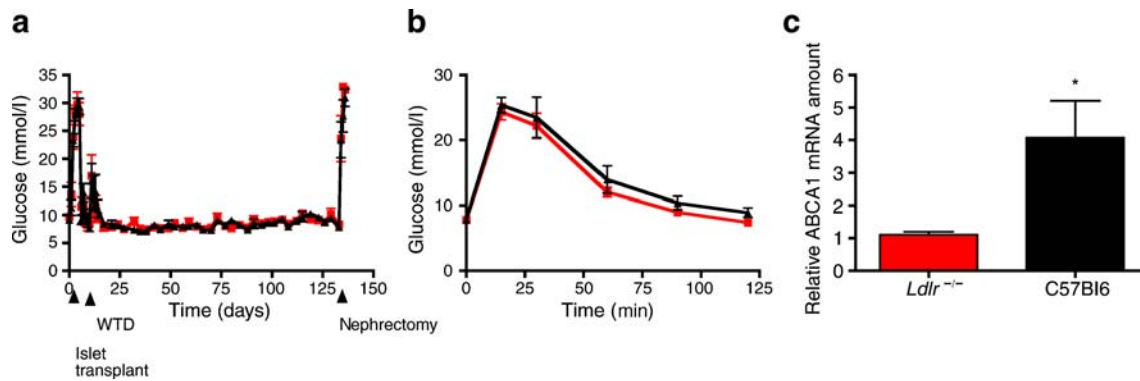 a
Glucose (mmol/l)
35
30
25
20
15
10
5
0
0
25
50
75
100
125
150
Time (days)
WTD
Islet
transplant
Nephrectomy
b
Glucose (mmol/l)
30
20
10
0
0
25
50
75
100
125
Time (min)
c
Relative ABCA1 mRNA amount
6
5
4
3
2
1
0
*
Ldlr −/−
C57Bl6